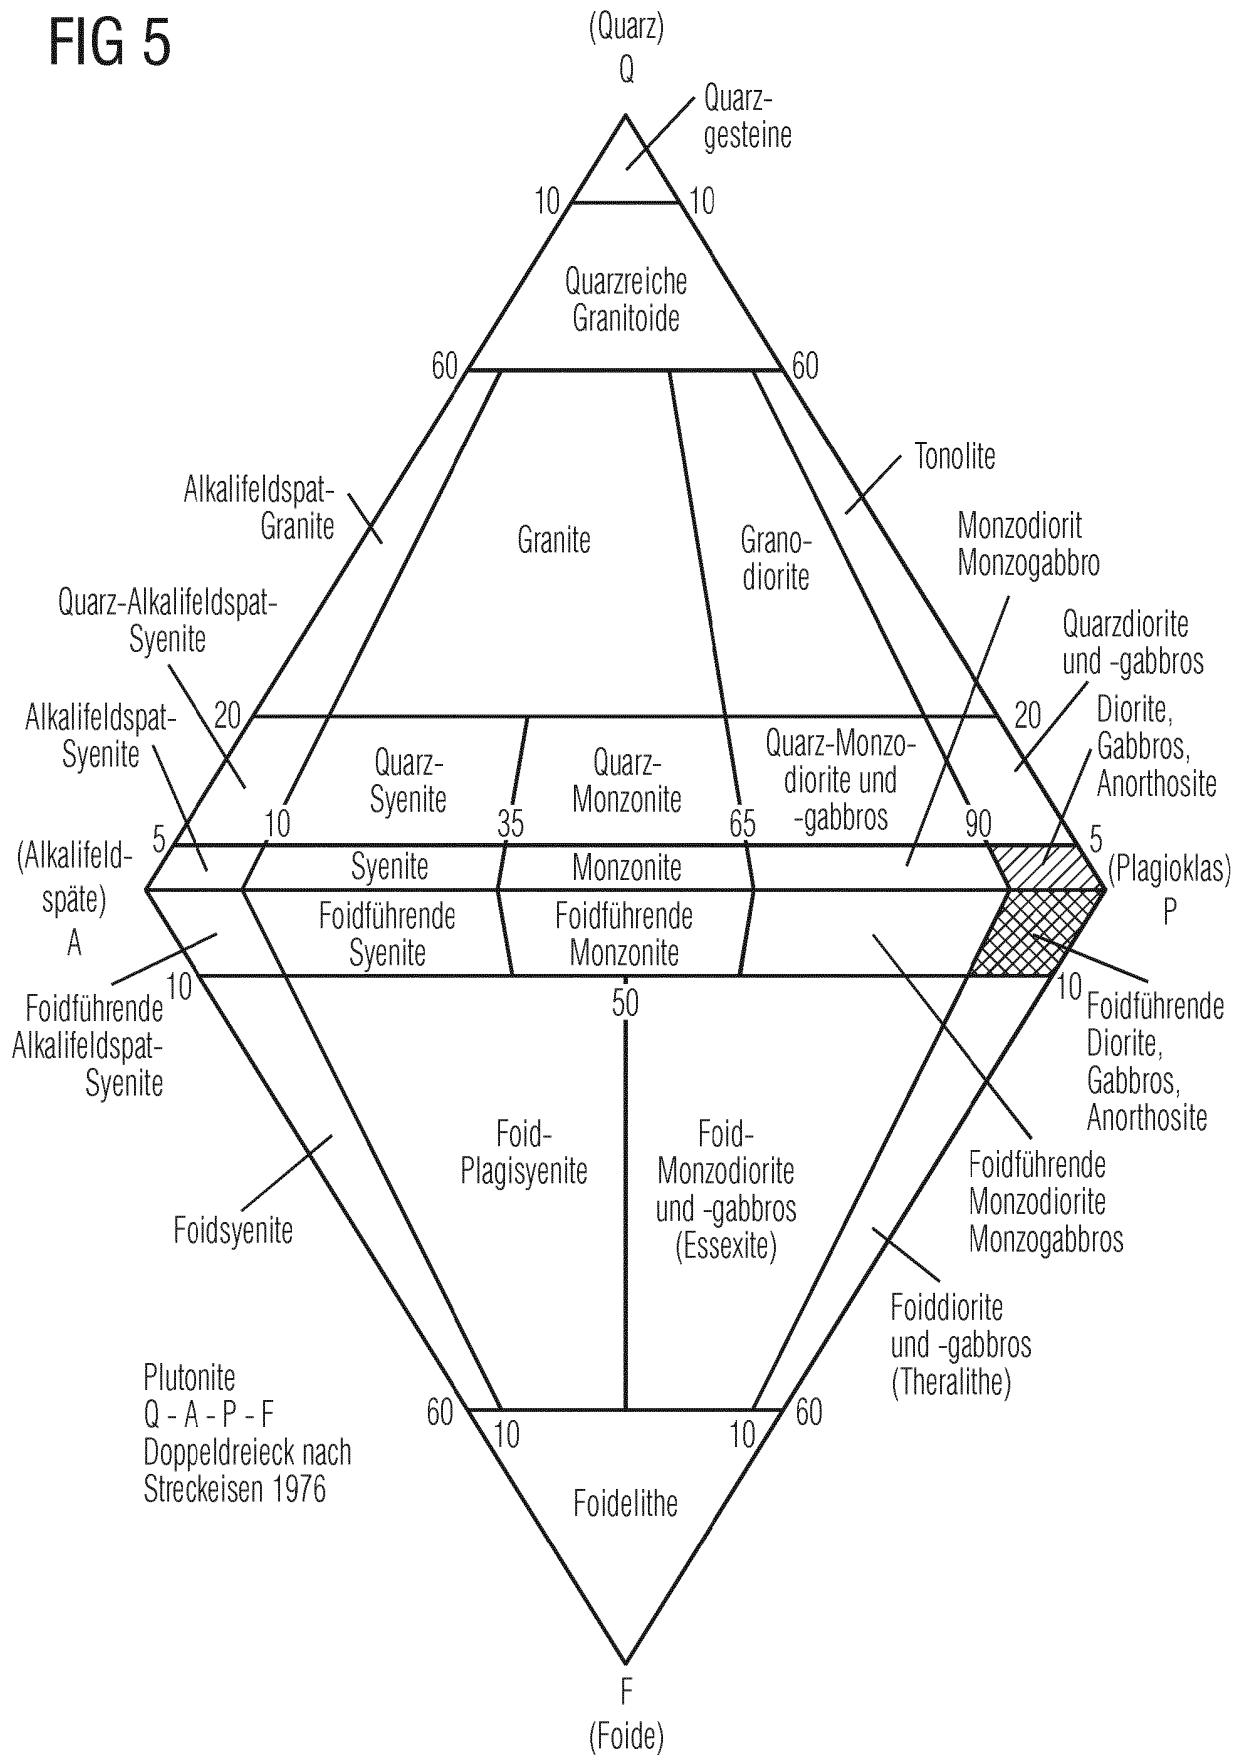 FIG 5
(Quarz)
Q
Quarz-
gesteine
10
10
Quarzreiche
Granitoide
60
60
Alkalifeldspat-
Granite
Granite
Grano-
diorite
Tonolite
Monzodiorit
Monzogabbro
Quarz-Alkalifeldspat-
Syenite
Quarzdiorite
und -gabbros
Alkalifeldspat-
Syenite
20
20
Diorite,
Gabbros,
Anorthosite
Quarz-
Syenite
Quarz-
Monzonite
Quarz-Monzo-
diorite und
-gabbros
5
10
35
65
90
5
(Alkalifeld-
späte)
A
Syenite
Monzonite
(Plagioklas)
P
Foidführende
Syenite
Foidführende
Monzonite
10
50
10
Foidführende
Alkalifeldspat-
Syenite
Foidführende
Diorite,
Gabbros,
Anorthosite
Foid-
Plagisyenite
Foid-
Monzodiorite
und -gabbros
(Essexite)
Foidführende
Monzodiorite
Monzogabbros
Foidsyenite
Foiddiorite
und -gabbros
(Theralithe)
Plutonite
Q - A - P - F
Doppeldreieck nach
Streckeisen 1976
60
10
10
60
Foidelithe
F
(Foide)